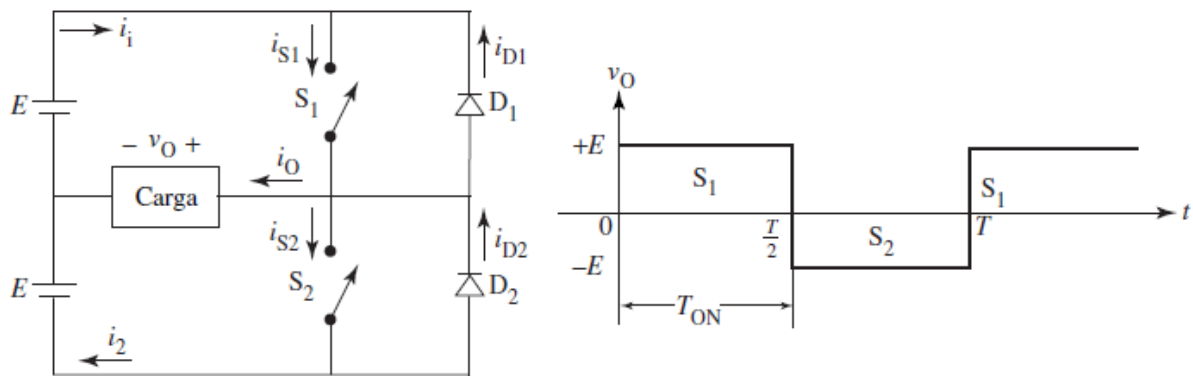 i_i
i_S1
i_D1
E
S_1
D_1
- v_O +
i_O
Carga
i_S2
i_D2
E
S_2
D_2
i_2
v_O
+E
S_1
S_1
0
T/2
T
t
S_2
-E
T_ON